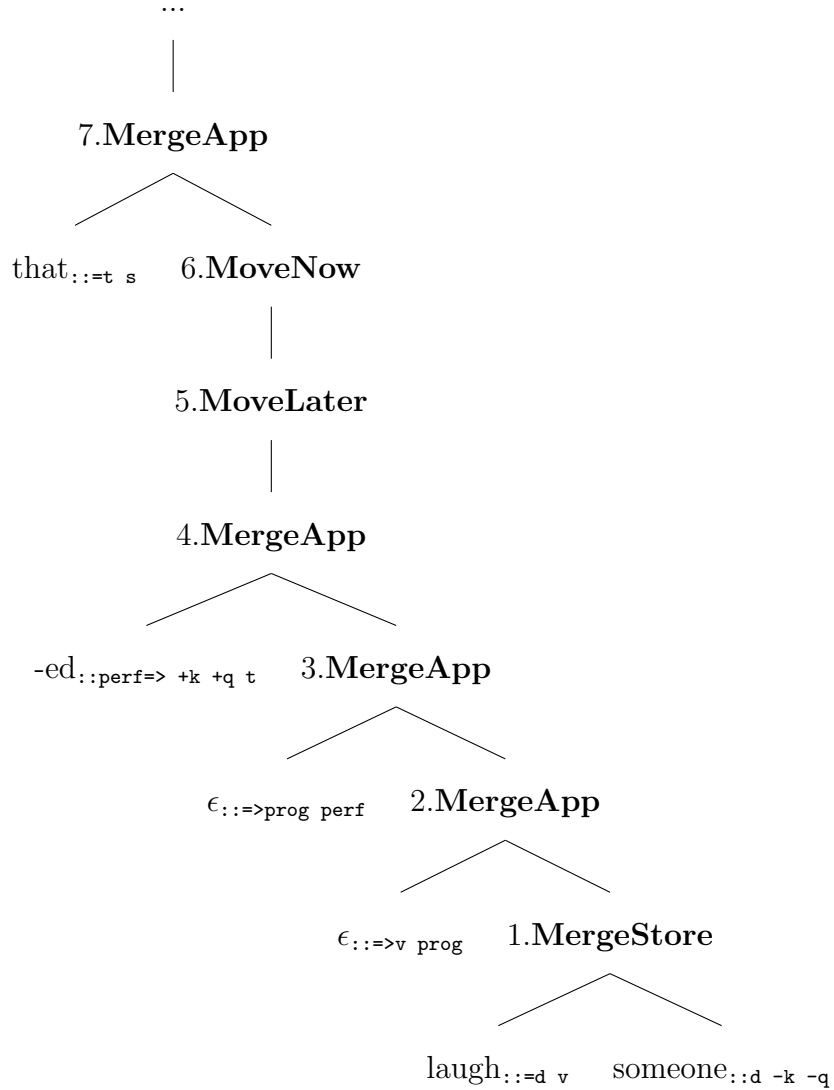 ...
7.MergeApp
that::=t s 6.MoveNow
5.MoveLater
4.MergeApp
-ed::perf=> +k +q t 3.MergeApp
ϵ::=>prog perf 2.MergeApp
ϵ::=>v prog 1.MergeStore
laugh::=d v someone::d -k -q